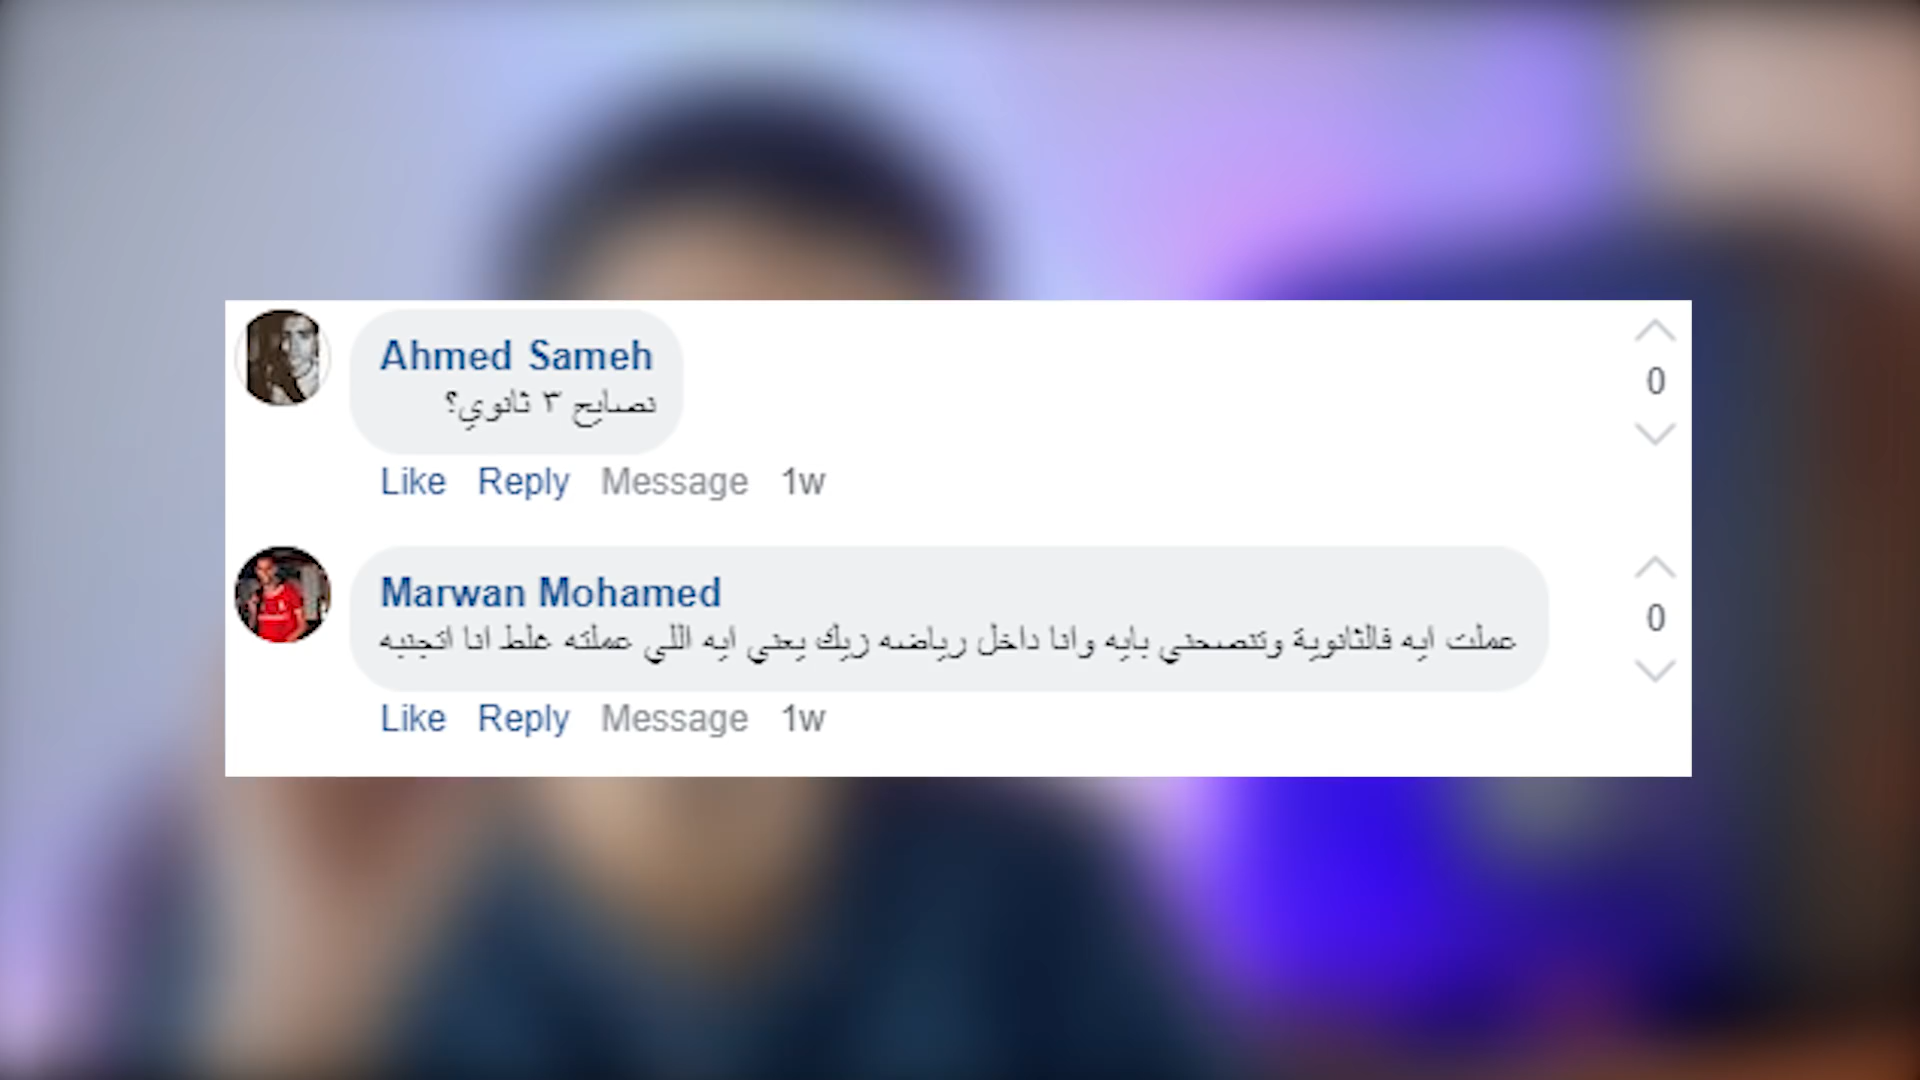 Ahmed Sameh
نصايح ٣ ثانوي؟
Like Reply Message 1w
0
Marwan Mohamed
عملت ايه فالثانوية وتنصحني بايه وانا داخل رياضه زيك يعني ايه اللي عملته غلط انا اتجنبه
Like Reply Message 1w
0